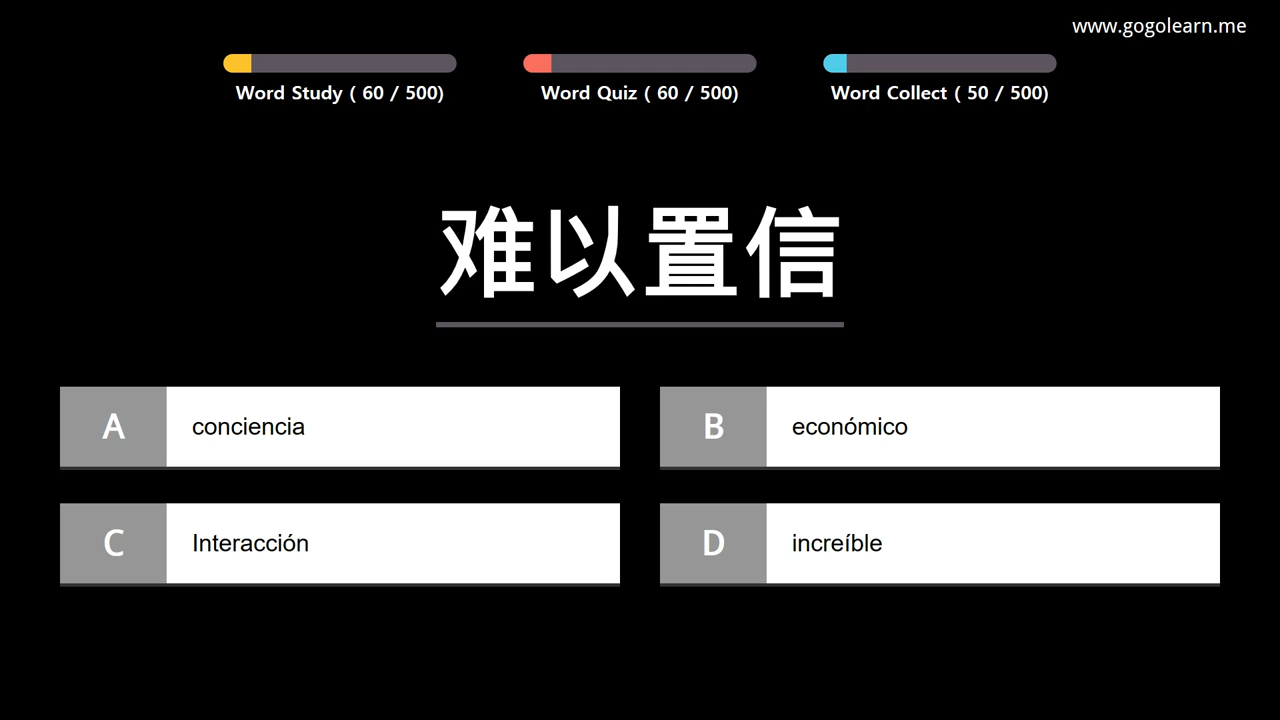 www.gogolearn.me
Word Study ( 60 / 500)
Word Quiz ( 60 / 500)
Word Collect ( 50 / 500)
难以置信
A conciencia
B económico
C Interacción
D increíble